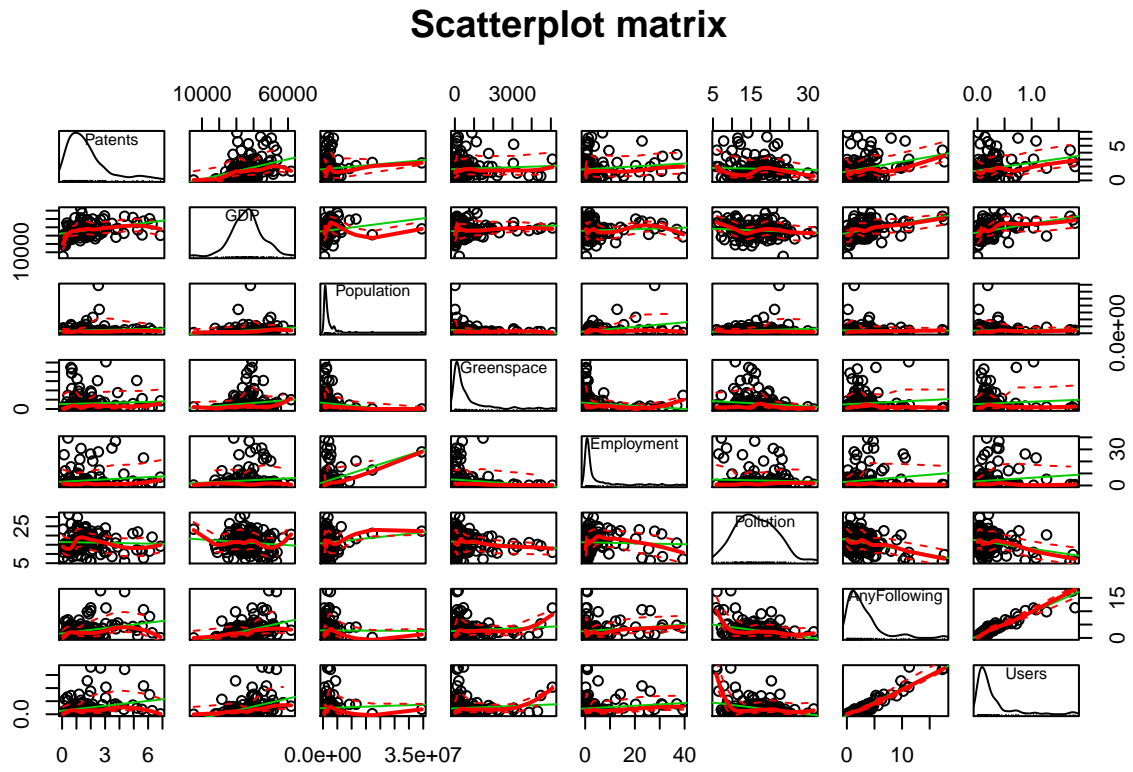 Scatterplot matrix
10000 60000 0 3000 5 15 30 0.0 1.0
Patents
0 5
GDP
10000
Population
0.0e+00
Greenspace
0
Employment
0 30
Pollution
5 25
AnyFollowing
0 15
Users
0.0
0 3 6 0.0e+00 3.5e+07 0 20 40 0 10